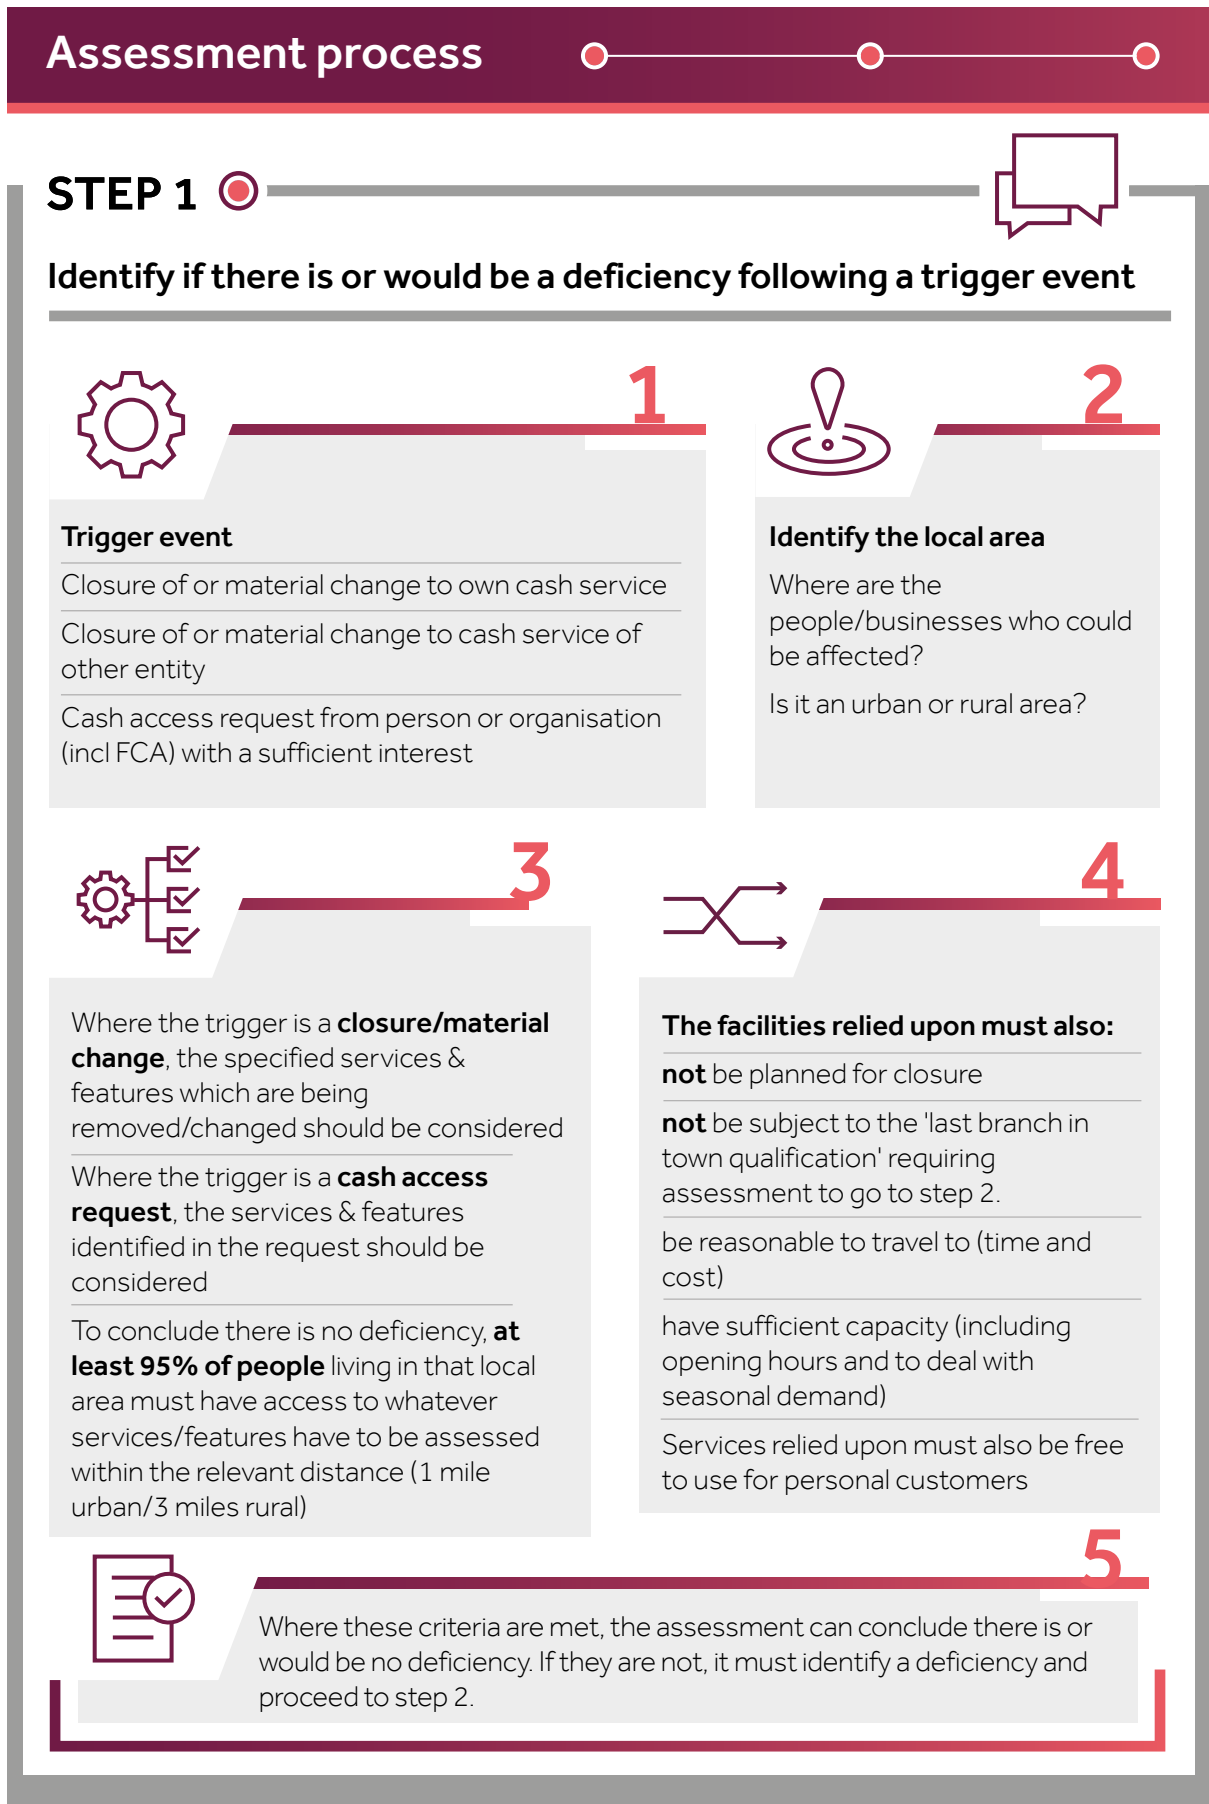 Assessment process
STEP 1
Identify if there is or would be a deficiency following a trigger event
1
Trigger event
Closure of or material change to own cash service
Closure of or material change to cash service of
other entity
Cash access request from person or organisation
(incl FCA) with a sufficient interest
2
Identify the local area
Where are the
people/businesses who could
be affected?
Is it an urban or rural area?
3
Where the trigger is a closure/material
change, the specified services &
features which are being
removed/changed should be considered
Where the trigger is a cash access
request, the services & features
identified in the request should be
considered
To conclude there is no deficiency, at
least 95% of people living in that local
area must have access to whatever
services/features have to be assessed
within the relevant distance (1 mile
urban/3 miles rural)
4
The facilities relied upon must also:
not be planned for closure
not be subject to the 'last branch in
town qualification' requiring
assessment to go to step 2.
be reasonable to travel to (time and
cost)
have sufficient capacity (including
opening hours and to deal with
seasonal demand)
Services relied upon must also be free
to use for personal customers
5
Where these criteria are met, the assessment can conclude there is or
would be no deficiency. If they are not, it must identify a deficiency and
proceed to step 2.